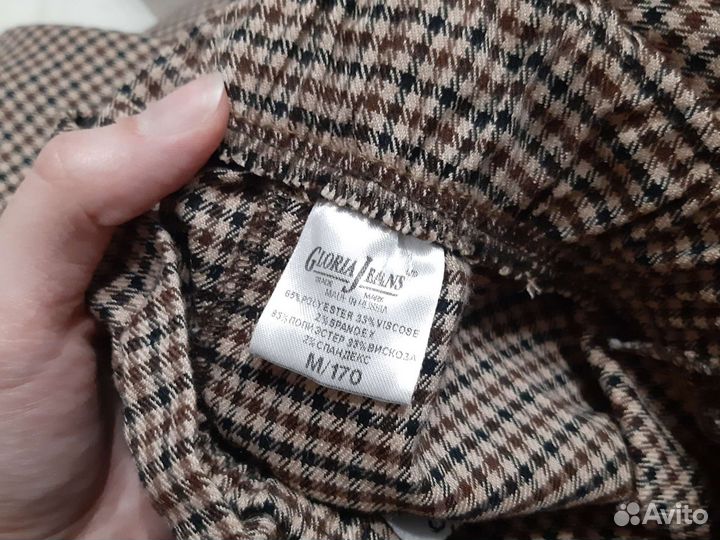 GLORIA JEANS LTD
TRADE MARK
MADE IN RUSSIA
65%POLYESTER 33%VISCOSE
2%SPANDEX
65%ПОЛИЭСТЕР 33%ВИСКОЗА
2%СПАНДЕКС
M/170
Avito